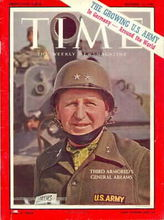 THE GROWING U.S. ARMY
In Germany—Around the World
TIME
THE WEEKLY NEWSMAGAZINE
THIRD ARMORED'S
GENERAL ABRAMS
U.S. ARMY